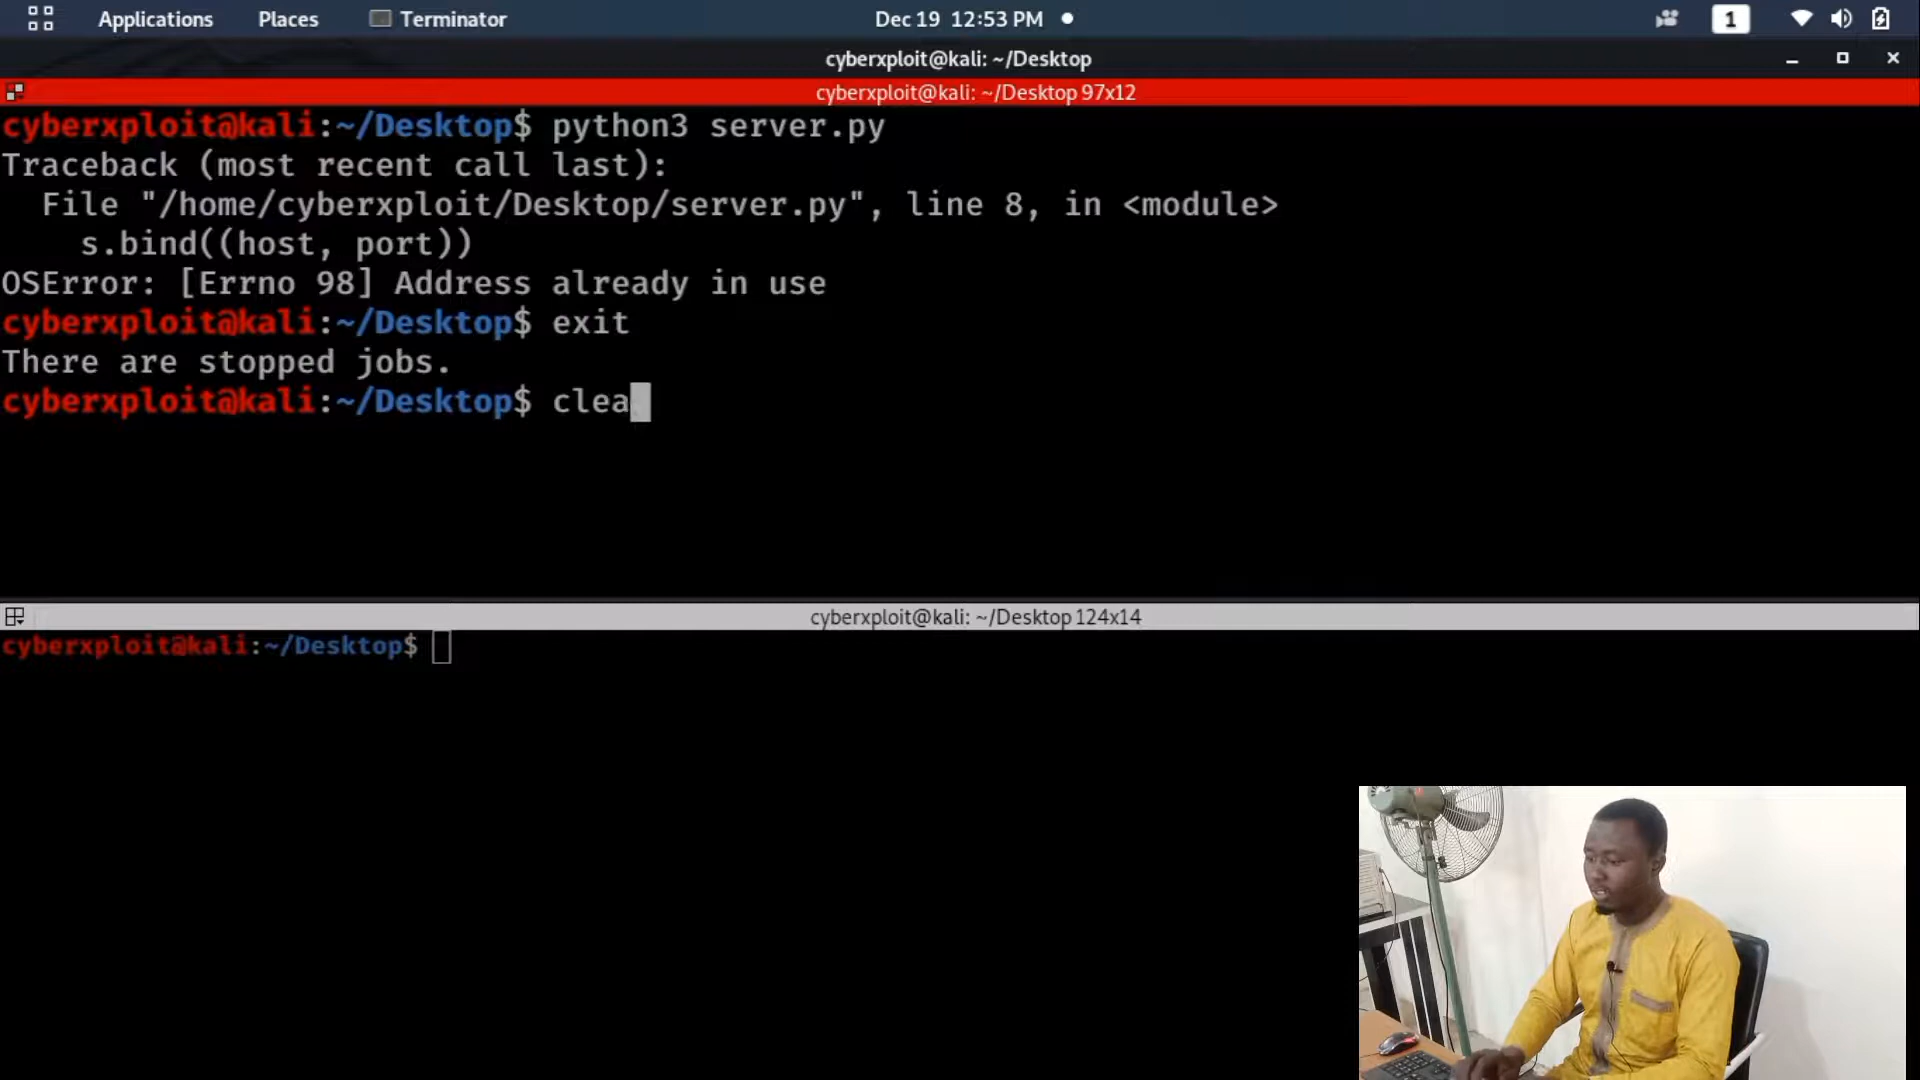 Applications Places Terminator Dec 19 12:53 PM 1
cyberxploit@kali: ~/Desktop
cyberxploit@kali: ~/Desktop 97x12
cyberxploit@kali:~/Desktop$ python3 server.py
Traceback (most recent call last):
File "/home/cyberxploit/Desktop/server.py", line 8, in <module>
s.bind((host, port))
OSError: [Errno 98] Address already in use
cyberxploit@kali:~/Desktop$ exit
There are stopped jobs.
cyberxploit@kali:~/Desktop$ clea
cyberxploit@kali: ~/Desktop 124x14
cyberxploit@kali:~/Desktop$